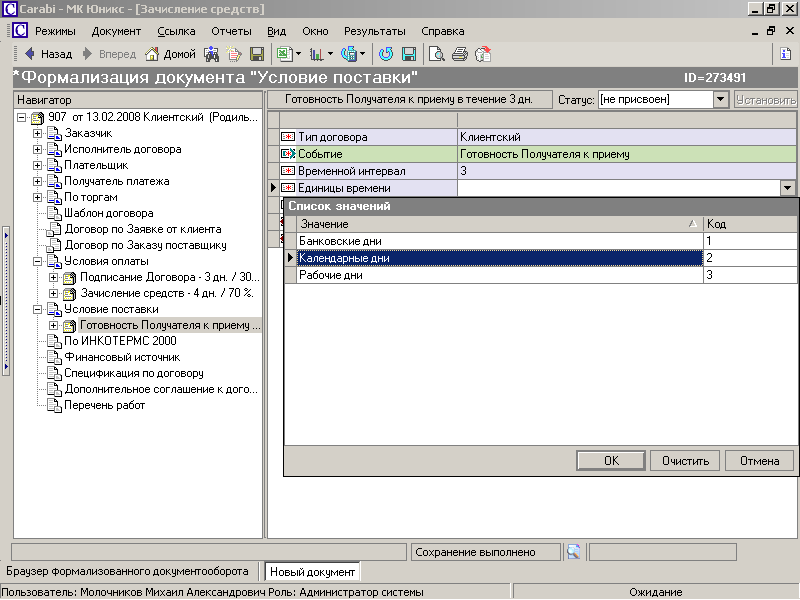 Carabi - МК Юникс - [Зачисление средств]
Режимы Документ Ссылка Отчеты Вид Окно Результаты Справка
Назад Вперед Домой
*Формализация документа "Условие поставки" ID=273491
Навигатор
Готовность Получателя к приему в течение 3 дн. Статус: [не присвоен] Установить
907 от 13.02.2008 Клиентский (Родиль...
Заказчик
Исполнитель договора
Плательщик
Получатель платежа
По торгам
Шаблон договора
Договор по Заявке от клиента
Договор по Заказу поставщику
Условия оплаты
Подписание Договора - 3 дн. / 30...
Зачисление средств - 4 дн. / 70 %.
Условие поставки
Готовность Получателя к приему ...
По ИНКОТЕРМС 2000
Финансовый источник
Спецификация по договору
Дополнительное соглашение к дого...
Перечень работ
Тип договора Клиентский
Событие Готовность Получателя к приему
Временной интервал 3
Единицы времени
Список значений
Значение Код
Банковские дни 1
Календарные дни 2
Рабочие дни 3
OK Очистить Отмена
Сохранение выполнено
Браузер формализованного документооборота Новый документ
Пользователь: Молочников Михаил Александрович Роль: Администратор системы Ожидание